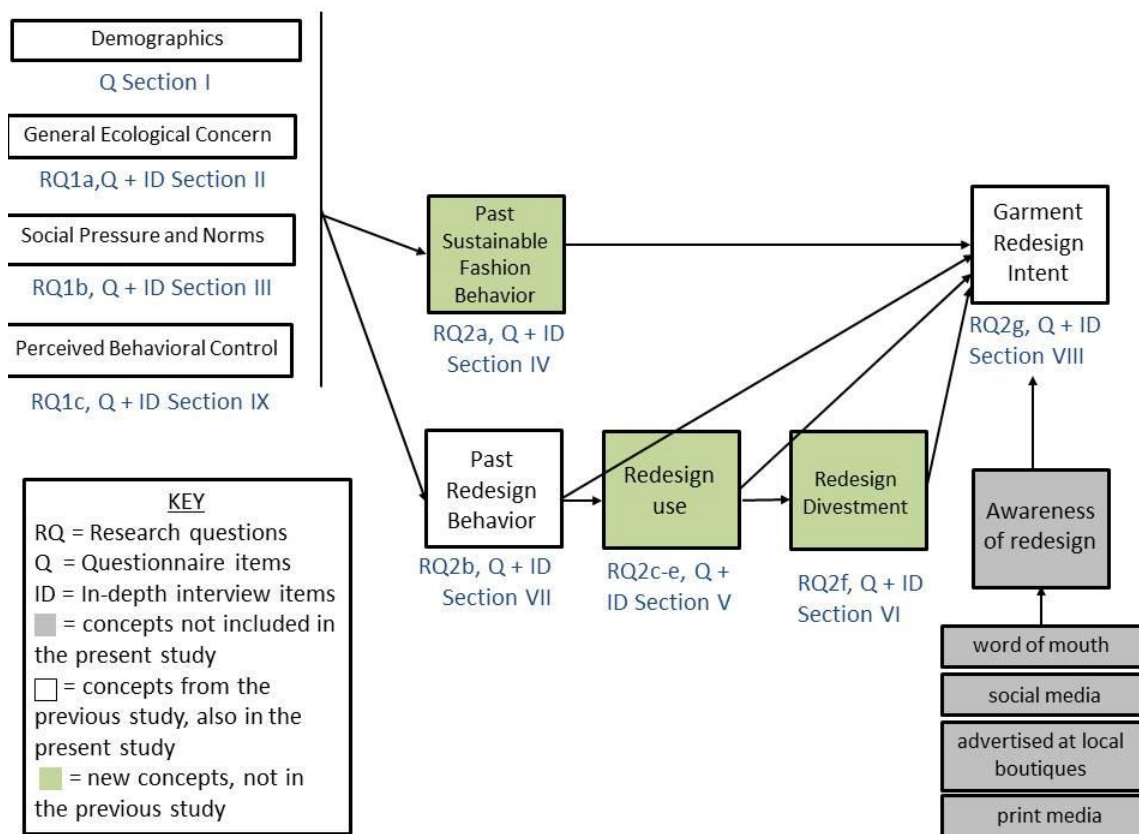 Demographics
Q Section I
General Ecological Concern
RQ1a,Q + ID Section II
Social Pressure and Norms
RQ1b, Q + ID Section III
Perceived Behavioral Control
RQ1c, Q + ID Section IX
Past
Sustainable
Fashion
Behavior
RQ2a, Q + ID
Section IV
Garment
Redesign
Intent
RQ2g, Q + ID
Section VIII
Past
Redesign
Behavior
RQ2b, Q + ID
Section VII
Redesign
use
RQ2c-e, Q +
ID Section V
Redesign
Divestment
RQ2f, Q + ID
Section VI
Awareness
of redesign
word of mouth
social media
advertised at local
boutiques
print media
KEY
RQ = Research questions
Q = Questionnaire items
ID = In-depth interview items
= concepts not included in
the present study
= concepts from the
previous study, also in the
present study
= new concepts, not in
the previous study